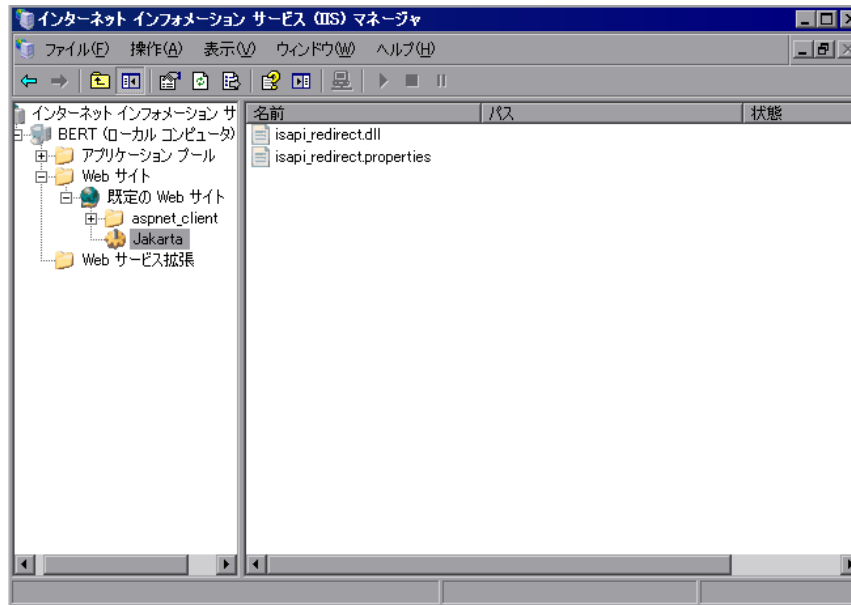 インターネット インフォメーション サービス (IIS) マネージャ
ファイル(F) 操作(A) 表示(V) ウィンドウ(W) ヘルプ(H)
インターネット インフォメーション サ
名前 パス 状態
BERT (ローカル コンピュータ)
isapi_redirect.dll
アプリケーション プール
isapi_redirect.properties
Web サイト
既定の Web サイト
aspnet_client
Jakarta
Web サービス拡張